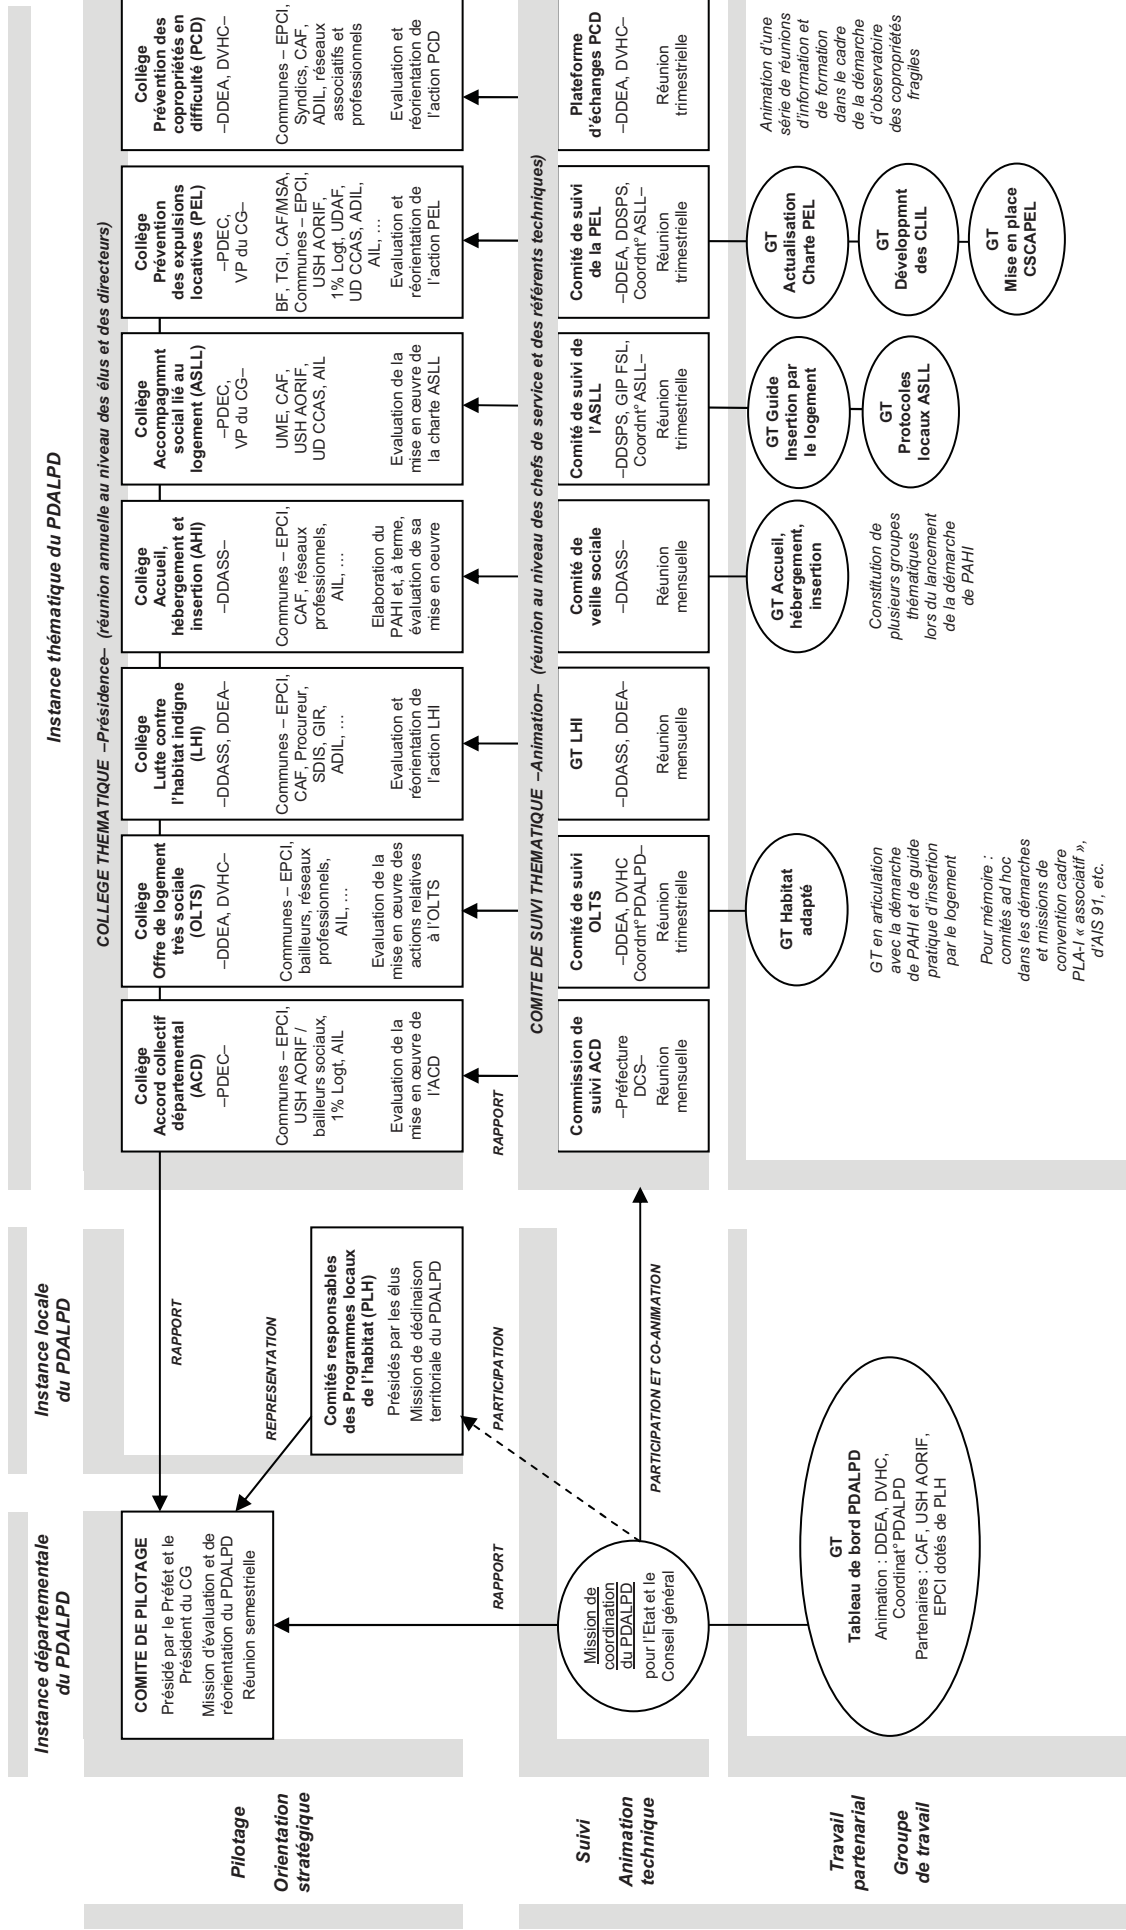 Instance départementale
du PDALPD
Instance locale
du PDALPD
Instance thématique du PDALPD
Pilotage
Orientation
stratégique
COMITE DE PILOTAGE
Présidé par le Préfet et le
Président du CG
Mission d'évaluation et de
réorientation du PDALPD
Réunion semestrielle
RAPPORT
REPRESENTATION
Comités responsables
des Programmes locaux
de l'habitat (PLH)
Présidés par les élus
Mission de déclinaison
territoriale du PDALPD
COLLEGE THEMATIQUE –Présidence– (réunion annuelle au niveau des élus et des directeurs)
Collège
Accord collectif
départemental
(ACD)
–PDEC–
Communes – EPCI,
USH AORIF /
bailleurs sociaux,
1% Logt, AIL
Evaluation de la
mise en œuvre de
l'ACD
Collège
Offre de logement
très sociale
(OLTS)
–DDEA, DVHC–
Communes – EPCI,
bailleurs, réseaux
professionnels,
AIL, …
Evaluation de la
mise en œuvre des
actions relatives
à l'OLTS
Collège
Lutte contre
l'habitat indigne
(LHI)
–DDASS, DDEA–
Communes – EPCI,
CAF, Procureur,
SDIS, GIR,
ADIL, …
Evaluation et
réorientation de
l'action LHI
Collège
Accueil,
hébergement et
insertion (AHI)
–DDASS–
Communes – EPCI,
CAF, réseaux
professionnels,
AIL, …
Elaboration du
PAHI et, à terme,
évaluation de sa
mise en oeuvre
Collège
Accompagnmnt
social lié au
logement (ASLL)
–PDEC,
VP du CG–
UME, CAF,
USH AORIF,
UD CCAS, AIL
Evaluation de la
mise en œuvre de
la charte ASLL
Collège
Prévention
des expulsions
locatives (PEL)
–PDEC,
VP du CG–
BF, TGI, CAF/MSA,
Communes – EPCI,
USH AORIF,
1% Logt, UDAF,
UD CCAS, ADIL,
AIL, …
Evaluation et
réorientation de
l'action PEL
Collège
Prévention des
copropriétés en
difficulté (PCD)
–DDEA, DVHC–
Communes – EPCI,
Syndics, CAF,
ADIL, réseaux
associatifs et
professionnels
Evaluation et
réorientation de
l'action PCD
RAPPORT
PARTICIPATION
RAPPORT
Suivi
Animation
technique
Mission de
coordination
du PDALPD
pour l'Etat et le
Conseil général
PARTICIPATION ET CO-ANIMATION
COMITE DE SUIVI THEMATIQUE –Animation– (réunion au niveau des chefs de service et des référents techniques)
Commission de
suivi ACD
–Préfecture
DCS–
Réunion
mensuelle
Comité de suivi
OLTS
–DDEA, DVHC
Coordnt°PDALPD–
Réunion
mensuelle
GT LHI
–DDASS, DDEA–
Réunion
mensuelle
Comité de
veille sociale
–DDASS–
Réunion
mensuelle
Comité de suivi de
l'ASLL
–DDSPS, GIP FSL,
Coordnt°ASLL–
Réunion
trimestrielle
Comité de suivi
de la PEL
–DDEA, DDSPS,
Coordnt°ASLL–
Réunion
trimestrielle
Plateforme
d'échanges PCD
–DDEA, DVHC–
Réunion
trimestrielle
Travail
partenarial
Groupe
de travail
GT
Tableau de bord PDALPD
Animation : DDEA, DVHC,
Coordinat°PDALPD
Partenaires : CAF, USH AORIF,
EPCI dotés de PLH
GT Habitat
adapté
GT en articulation
avec la démarche
de PAHI et de guide
pratique d'insertion
par le logement
Pour mémoire :
comités ad hoc
dans les démarches
et missions de
convention cadre
PLA-I « associatif »,
d'AIS 91, etc.
GT Accueil,
hébergement,
insertion
Constitution de
plusieurs groupes
thématiques
lors du lancement
de la démarche
de PAHI
GT Guide
Insertion par
le logement
GT
Protocoles
locaux ASLL
GT
Actualisation
Charte PEL
GT
Développmnt
des CLIL
GT
Mise en place
CSCAPEL
Animation d'une
série de réunions
d'information et
de formation
dans le cadre
de la démarche
d'observatoire
des copropriétés
fragiles